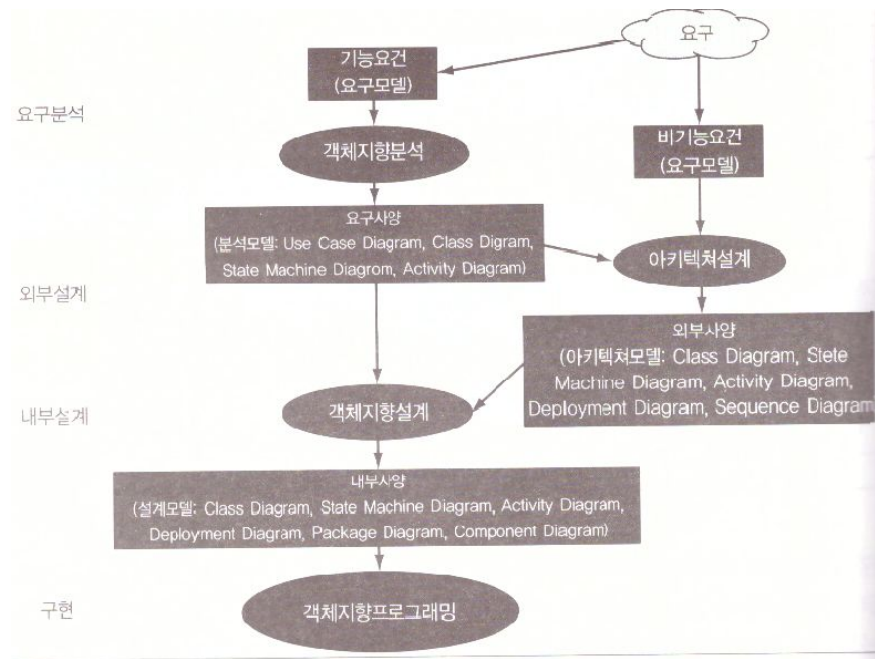 요구
기능요건
(요구모델)
요구분석
객체지향분석
비기능요건
(요구모델)
요구사양
(분석모델: Use Case Diagram, Class Digram,
State Machine Diagrom, Activity Diagram)
아키텍쳐설계
외부설계
외부사양
(아키텍쳐모델: Class Diagram, Stete
Machine Diagram, Activity Diagram,
Deployment Diagram, Sequence Diagram
객체지향설계
내부설계
내부사양
(설계모델: Class Diagram, State Machine Diagram, Activity Diagram,
Deployment Diagram, Package Diagram, Component Diagram)
구현
객체지향프로그래밍